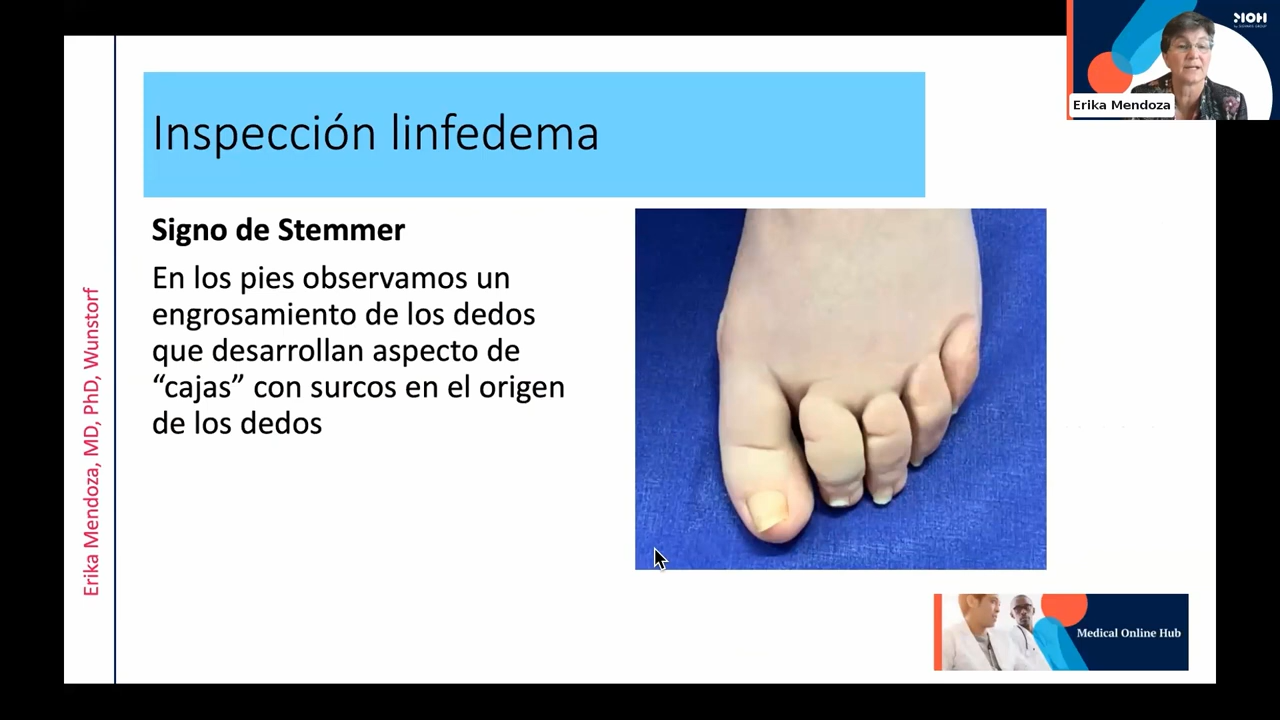 MOH
Erika Mendoza
Inspección linfedema
Signo de Stemmer
En los pies observamos un
engrosamiento de los dedos
que desarrollan aspecto de
“cajas” con surcos en el origen
de los dedos
Erika Mendoza, MD, PhD, Wunstorf
Medical Online Hub